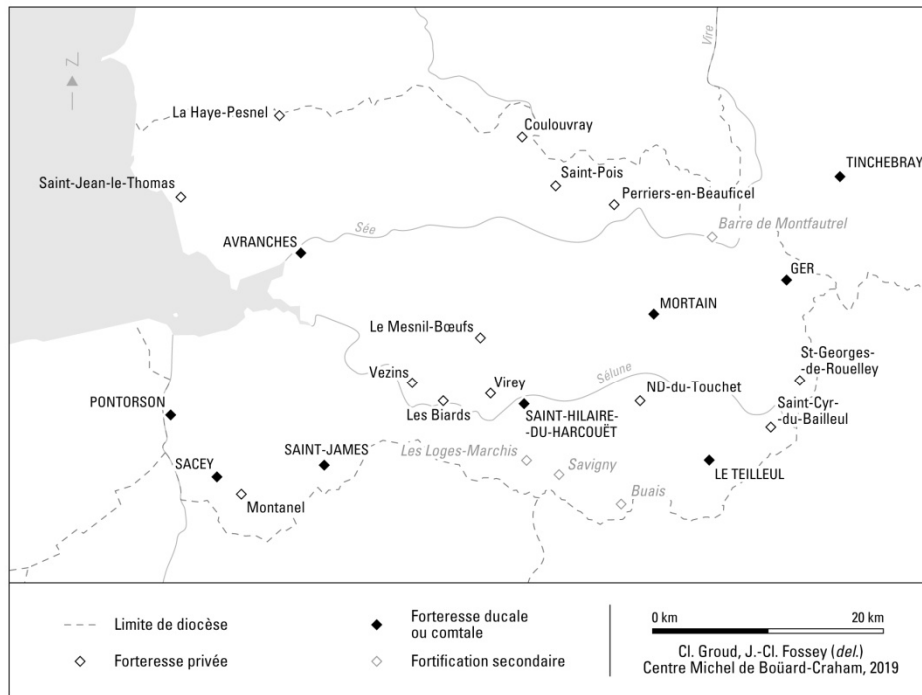 Vire
N
La Haye-Pesnel
Coulouvray
Saint-Pois
TINCHEBRAY
Saint-Jean-le-Thomas
Perriers-en-Beauficel
Sée
Barre de Montfautrel
AVRANCHES
GER
MORTAIN
Le Mesnil-Bœufs
St-Georges-
-de-Rouelley
Vezins
Virey
Sélune
ND-du-Touchet
PONTORSON
Les Biards
SAINT-HILAIRE-
-DU-HARCOUËT
Saint-Cyr-
-du-Bailleul
SAINT-JAMES
Les Loges-Marchis
SACEY
Savigny
LE TEILLEUL
Montanel
Buais
Limite de diocèse
Forteresse ducale
ou comtale
0 km
20 km
Forteresse privée
Fortification secondaire
Cl. Groud, J.-Cl. Fossey (del.)
Centre Michel de Boüard-Craham, 2019